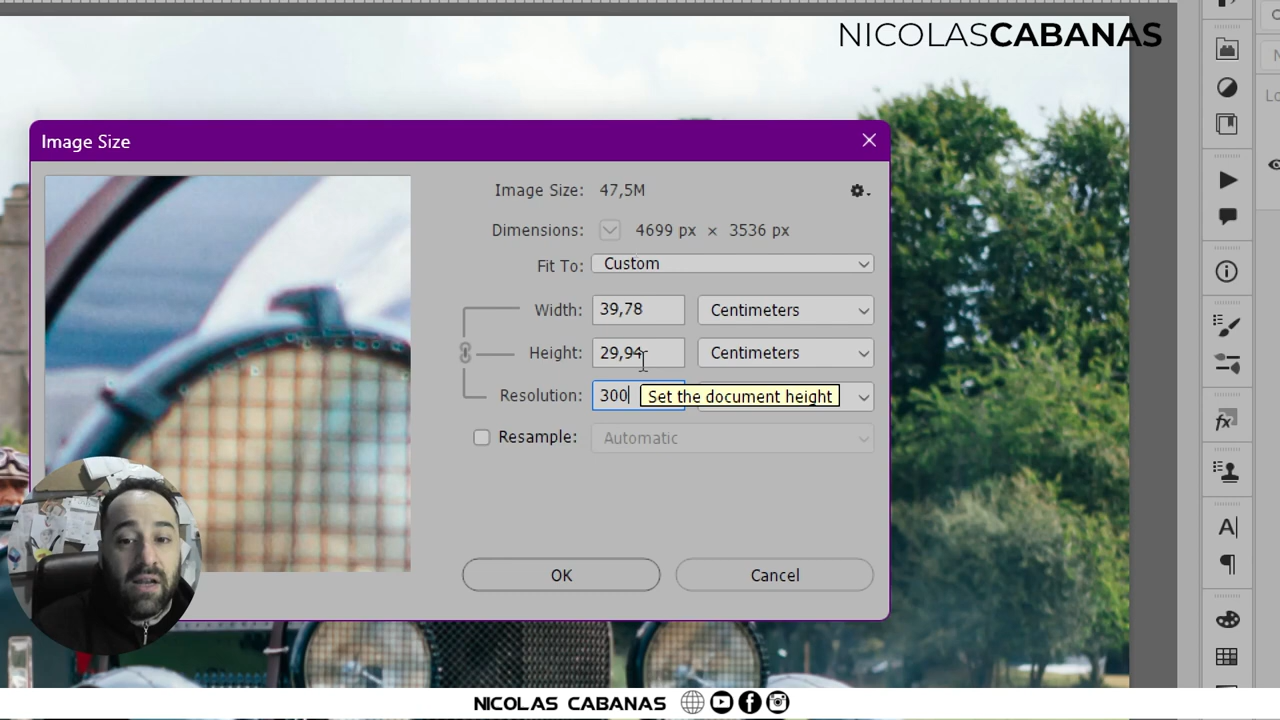 NICOLASCABANAS
Image Size
Image Size: 47,5M
Dimensions: 4699 px × 3536 px
Fit To: Custom
Width: 39,78 Centimeters
Height: 29,94 Centimeters
Resolution: 300
Set the document height
Resample: Automatic
OK Cancel
fx
A
NICOLAS CABANAS